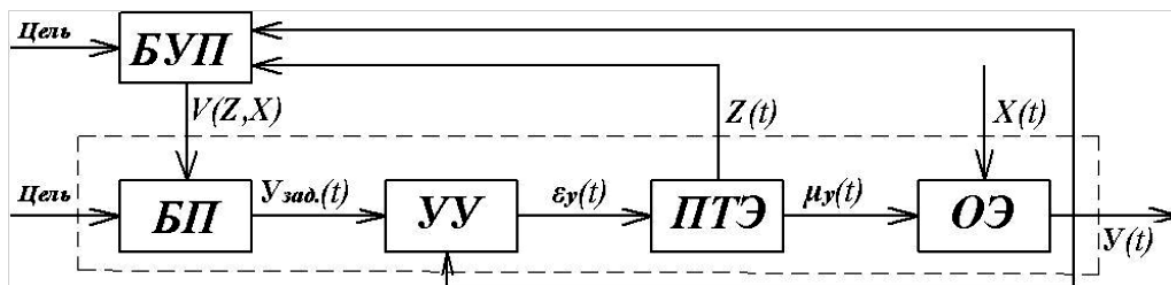 Цель
БУП
V(Z,X)
Z(t)
X(t)
Цель
БП
Узад.(t)
УУ
εу(t)
ПТЭ
μу(t)
ОЭ
У(t)